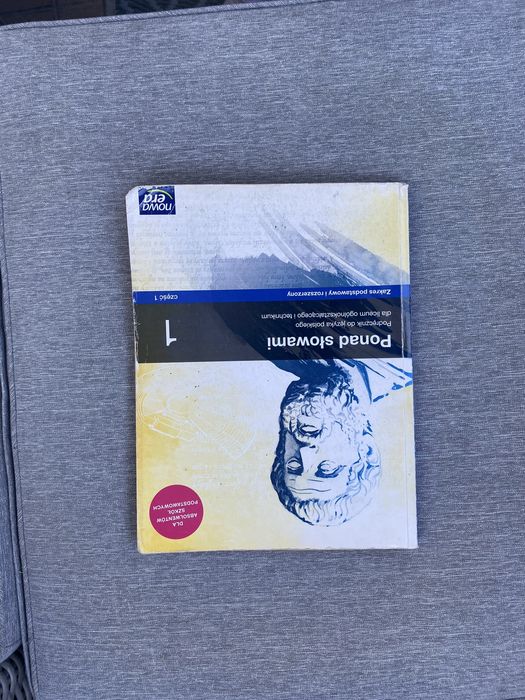 DLA
ABSOLWENTÓW
SZKÓŁ
PODSTAWOWYCH
Ponad słowami
1
Podręcznik do języka polskiego
dla liceum ogólnokształcącego i technikum
Zakres podstawowy i rozszerzony
część 1
nowa
era